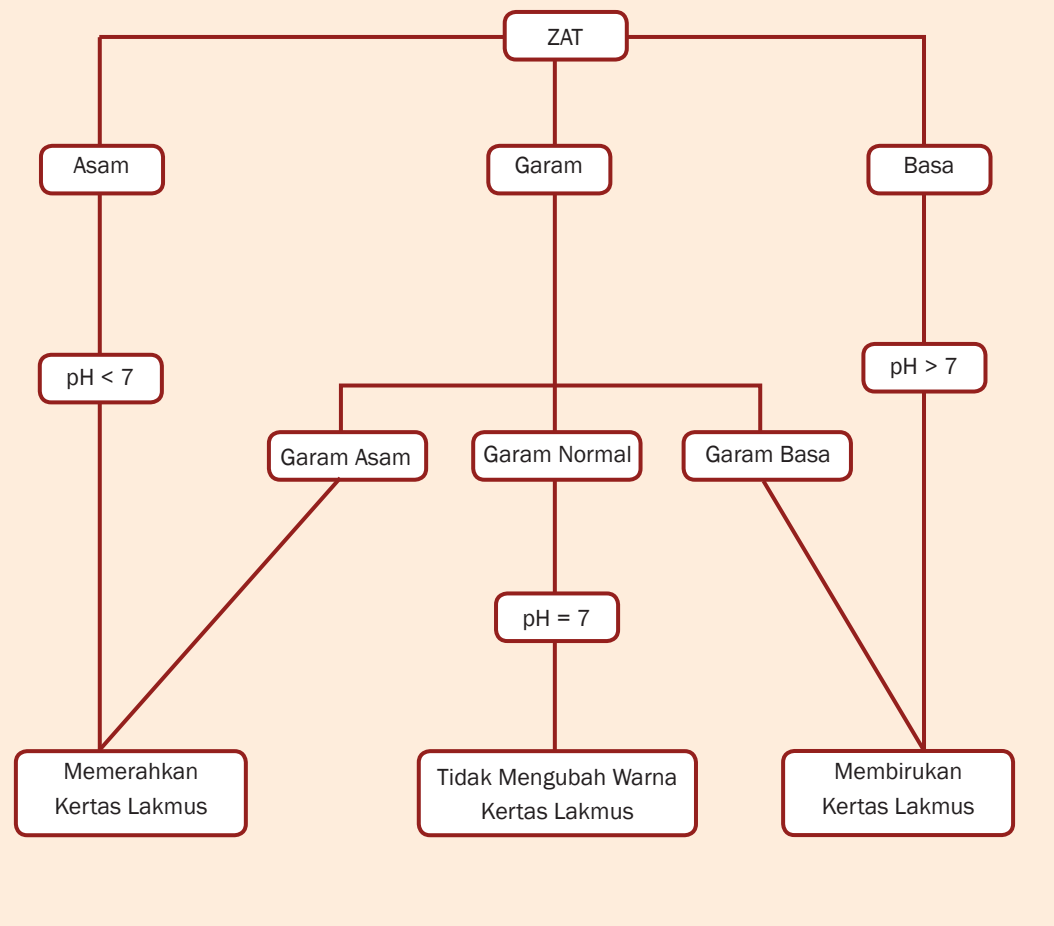 ZAT
Asam
Garam
Basa
pH < 7
pH > 7
Garam Asam
Garam Normal
Garam Basa
pH = 7
Memerahkan
Kertas Lakmus
Tidak Mengubah Warna
Kertas Lakmus
Membirukan
Kertas Lakmus